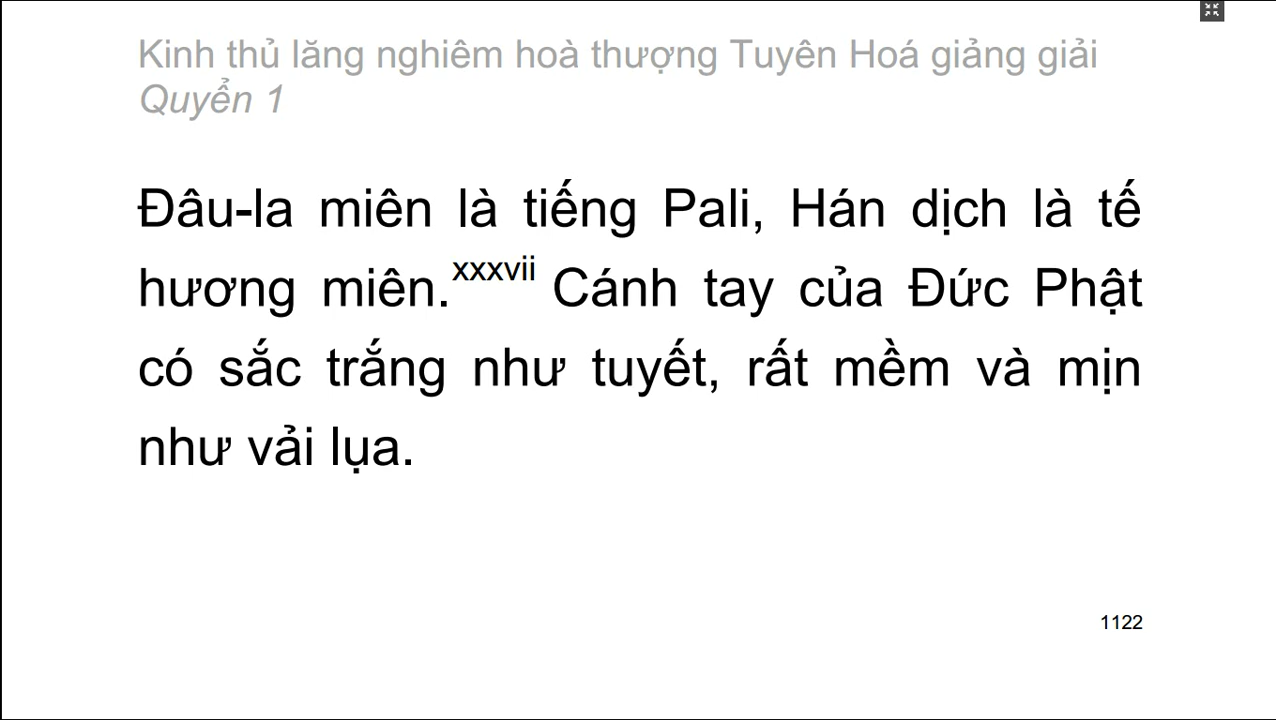 Kinh thủ lăng nghiêm hoà thượng Tuyên Hoá giảng giải
Quyển 1
Đâu-la miên là tiếng Pali, Hán dịch là tế
hương miên.xxxvii Cánh tay của Đức Phật
có sắc trắng như tuyết, rất mềm và mịn
như vải lụa.
1122